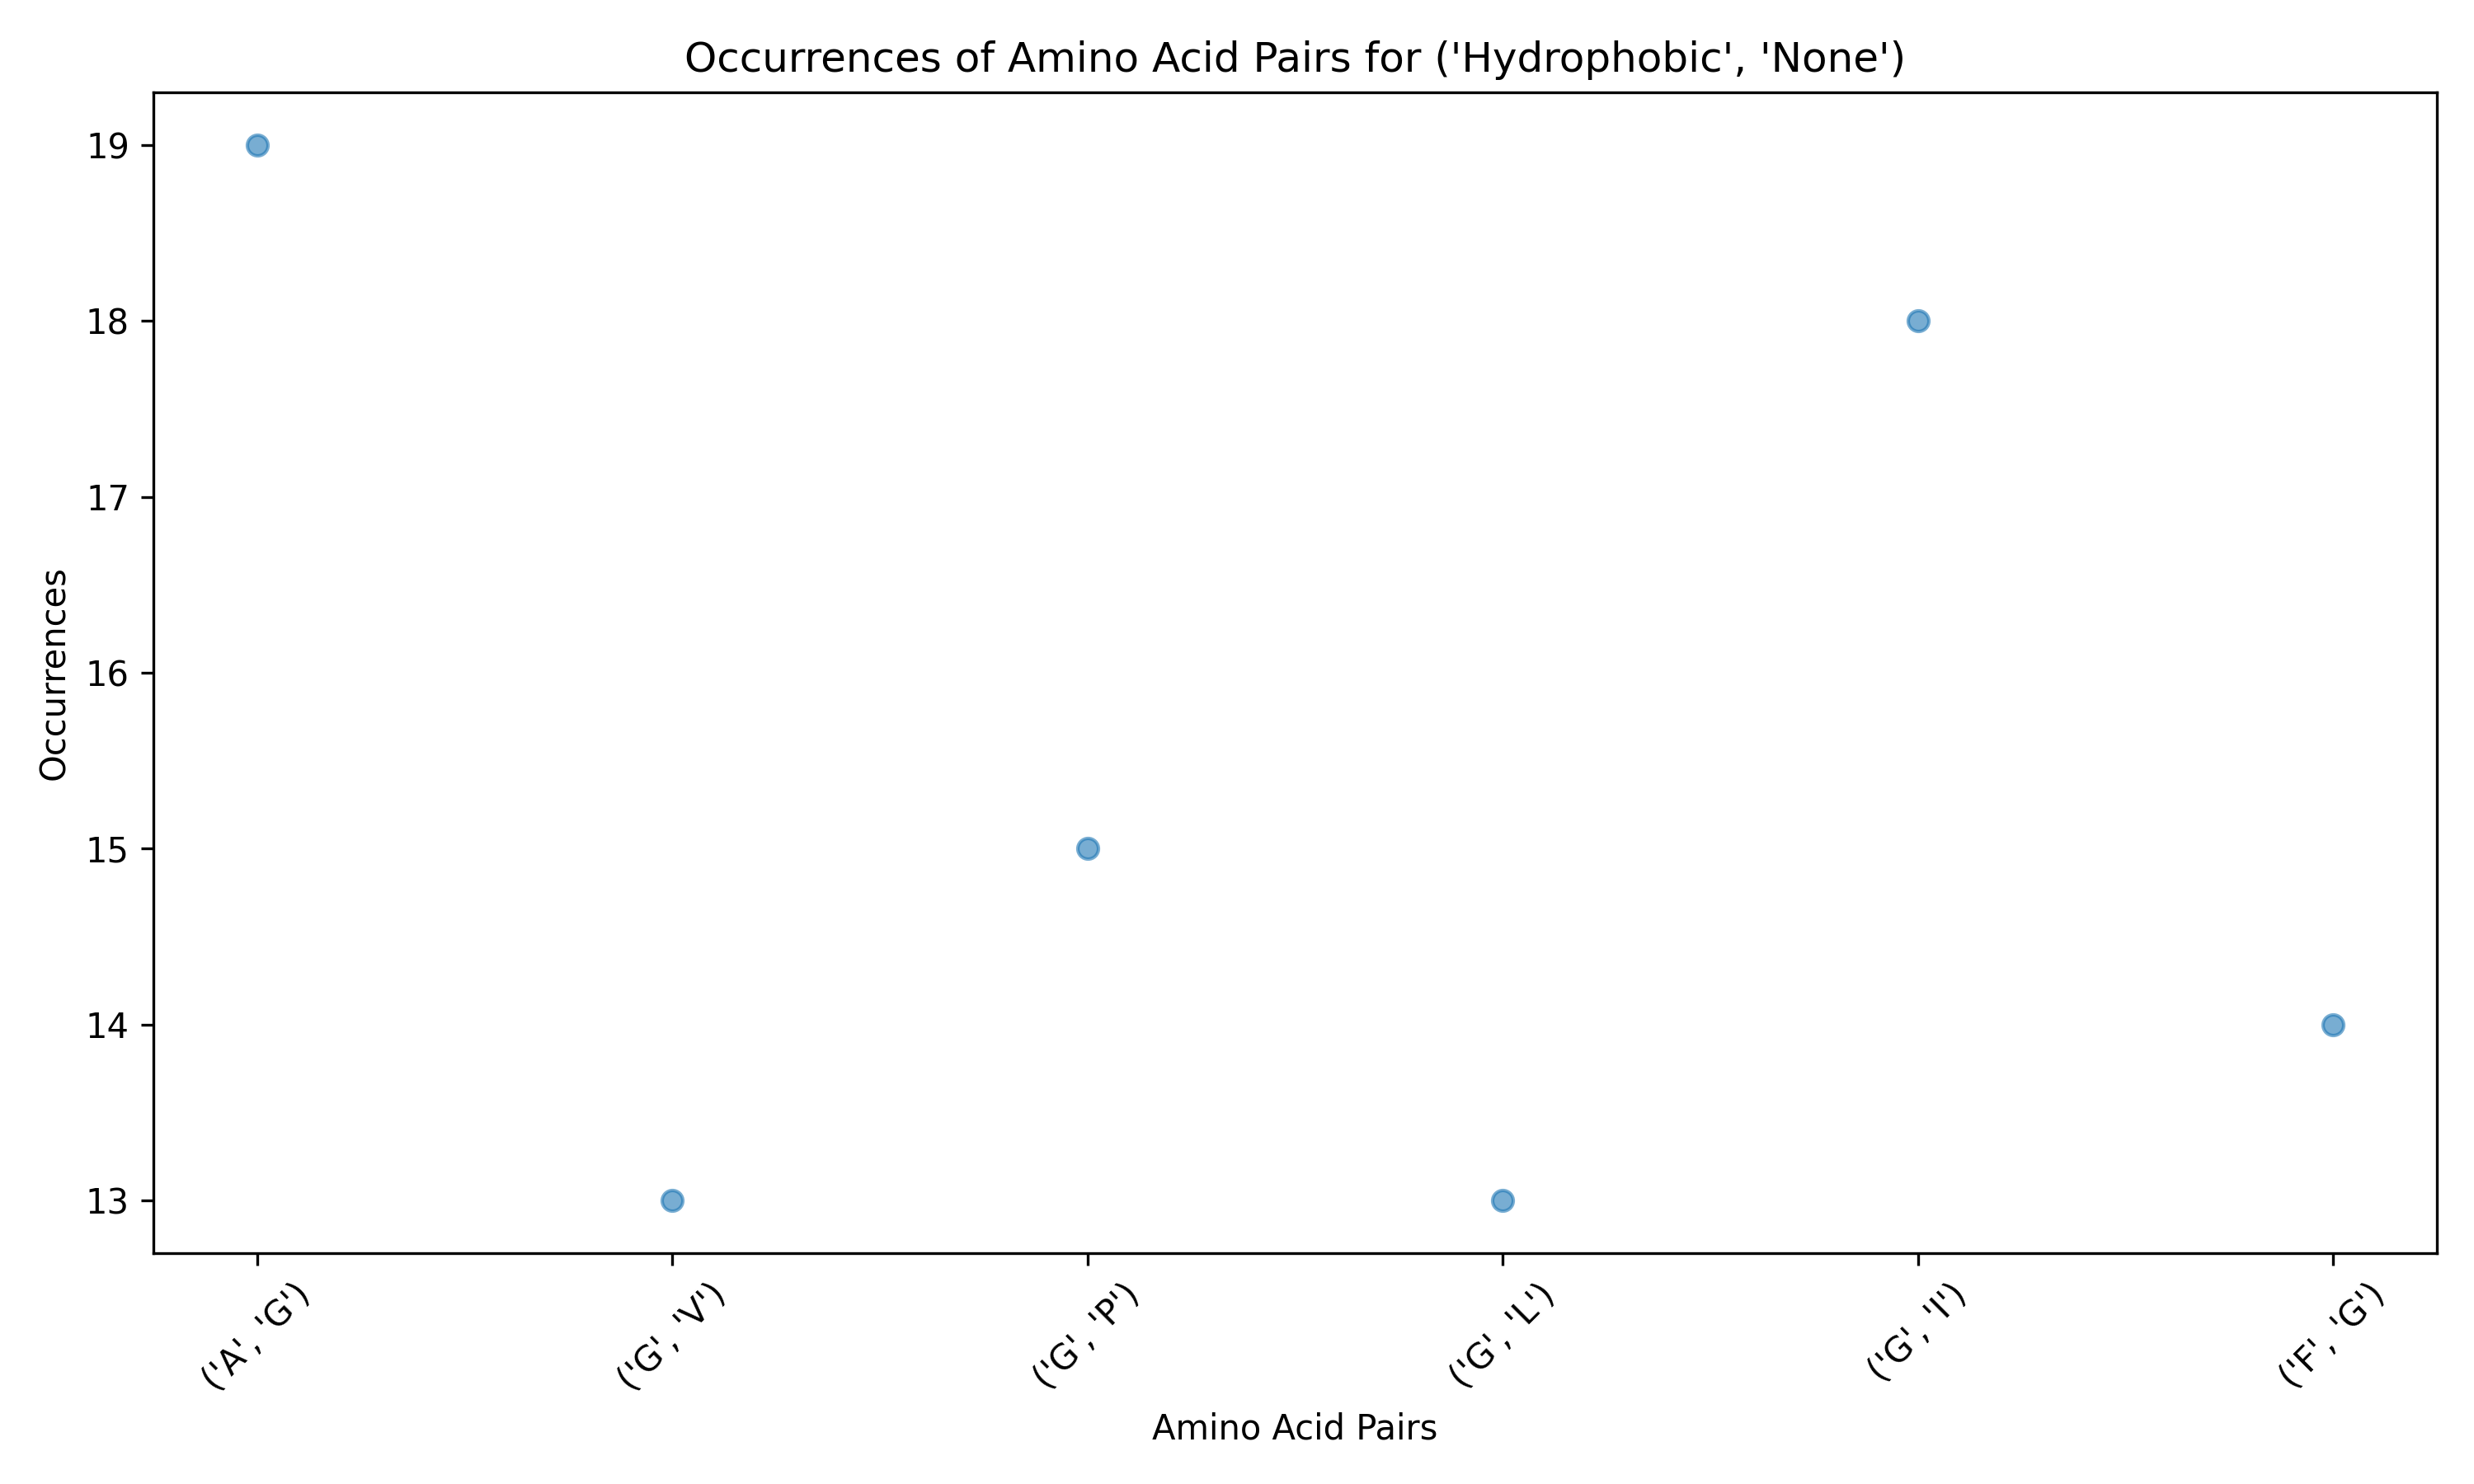 Occurrences of Amino Acid Pairs for ('Hydrophobic', 'None')
Occurrences
19
18
17
16
15
14
13
('A', 'G')
('G', 'V')
('G', 'P')
('G', 'L')
('G', 'I')
('F', 'G')
Amino Acid Pairs